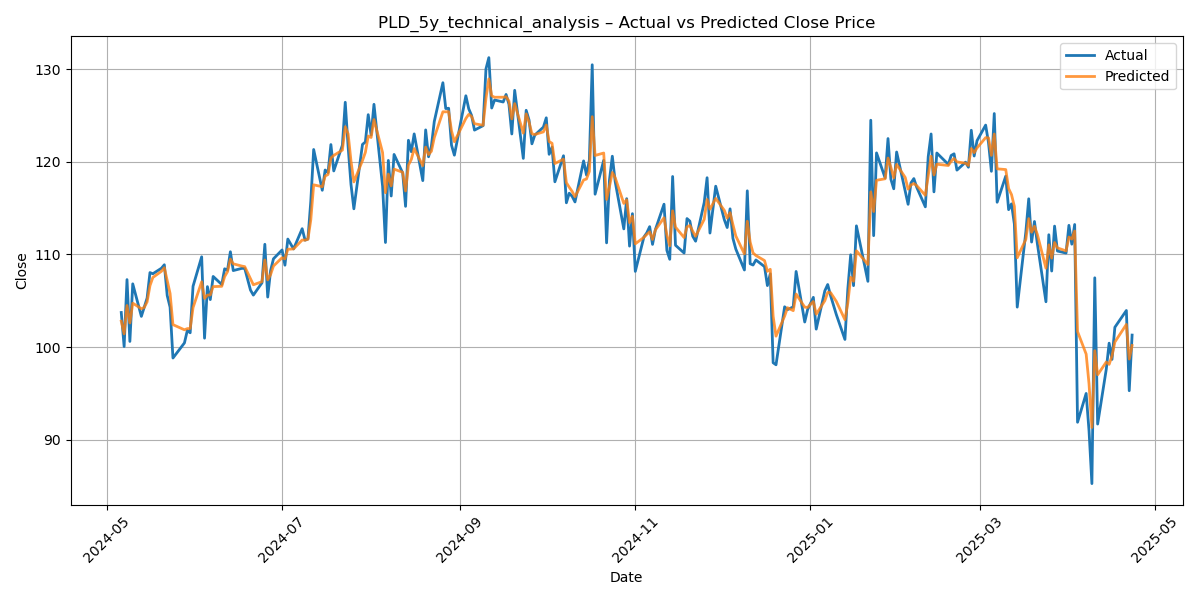 PLD_5y_technical_analysis – Actual vs Predicted Close Price
Actual
Predicted
Close
130
120
110
100
90
2024-05
2024-07
2024-09
2024-11
2025-01
2025-03
2025-05
Date